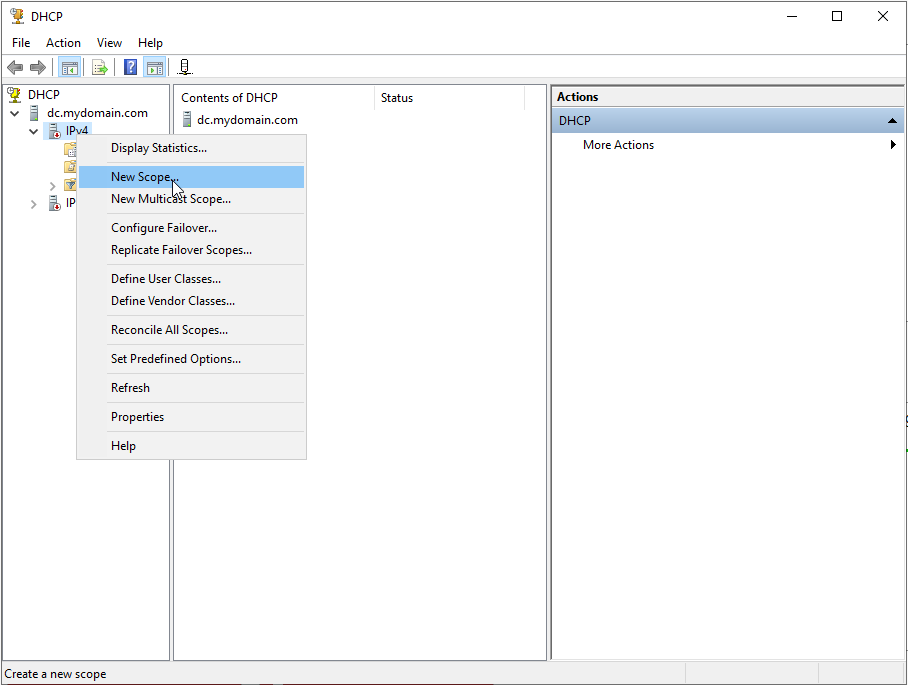 DHCP
File Action View Help
DHCP
dc.mydomain.com
IPv4
IP
Display Statistics...
New Scope...
New Multicast Scope...
Configure Failover...
Replicate Failover Scopes...
Define User Classes...
Define Vendor Classes...
Reconcile All Scopes...
Set Predefined Options...
Refresh
Properties
Help
Contents of DHCP Status
dc.mydomain.com
Actions
DHCP
More Actions
Create a new scope